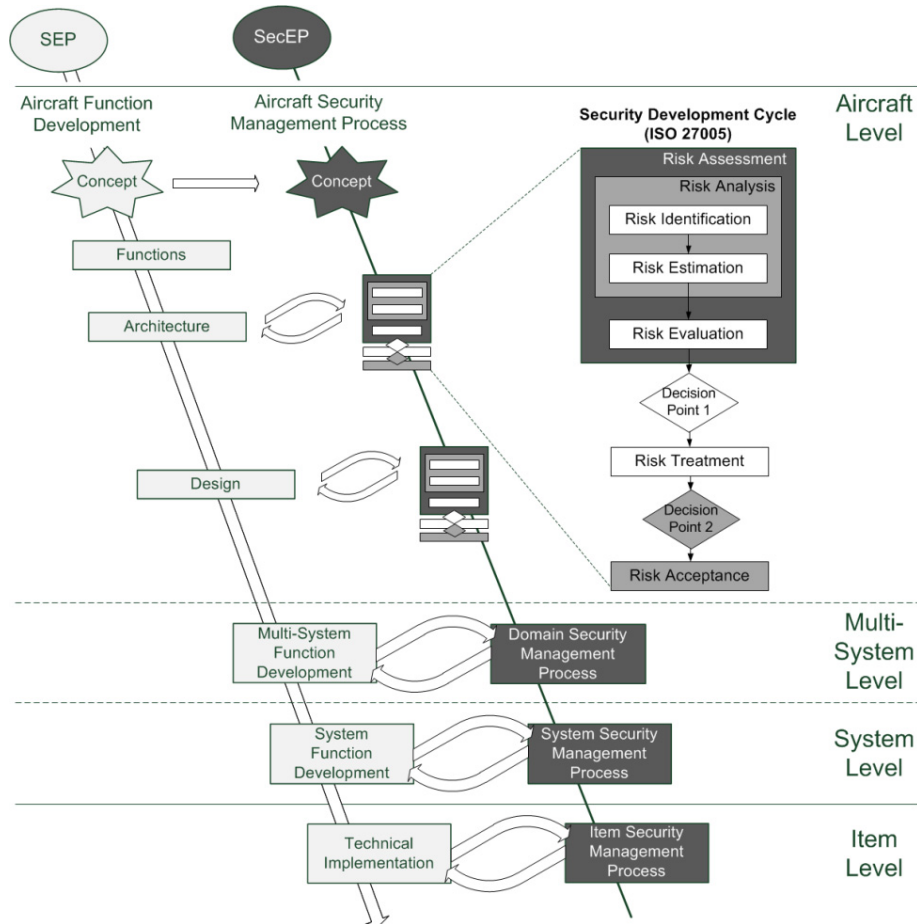 SEP
SecEP
Aircraft Function
Development
Aircraft Security
Management Process
Security Development Cycle
(ISO 27005)
Aircraft
Level
Concept
Concept
Risk Assessment
Risk Analysis
Risk Identification
Risk Estimation
Risk Evaluation
Functions
Architecture
Decision
Point 1
Risk Treatment
Design
Decision
Point 2
Risk Acceptance
Multi-System
Function
Development
Domain Security
Management
Process
Multi-
System
Level
System
Function
Development
System Security
Management
Process
System
Level
Technical
Implementation
Item Security
Management
Process
Item
Level